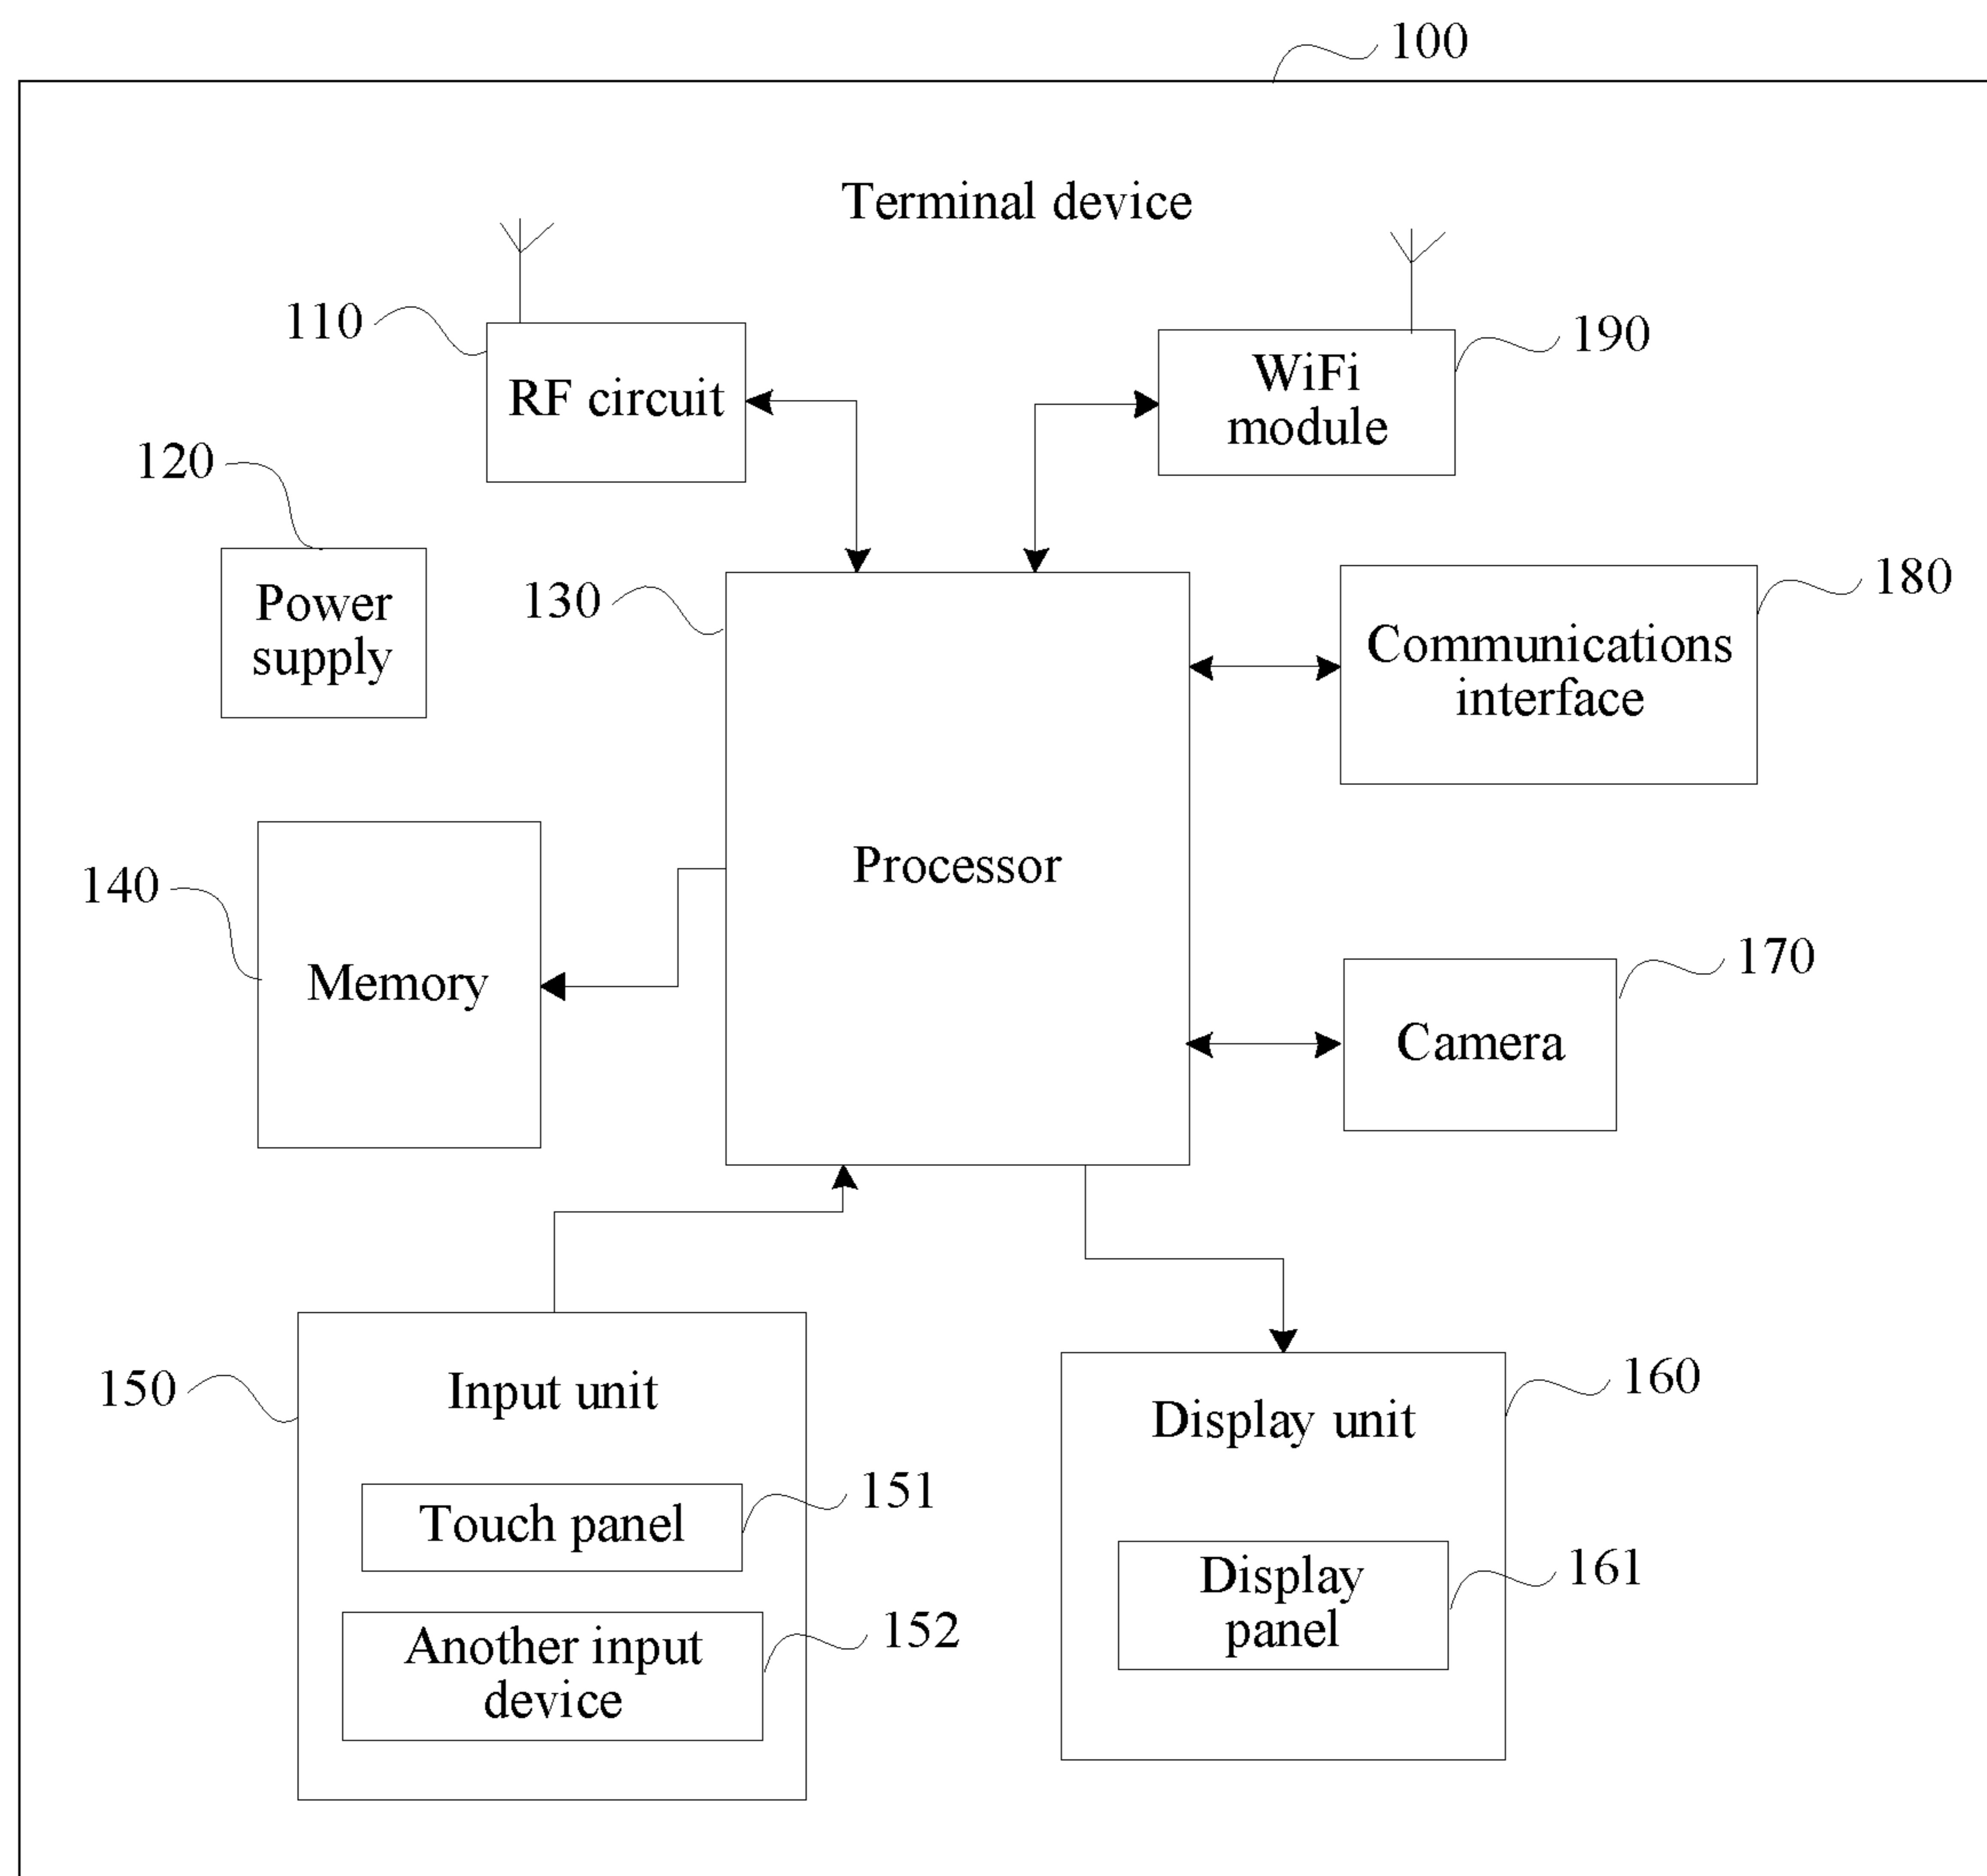 100
Terminal device
110
RF circuit
190
WiFi
module
120
Power
supply
130
Processor
180
Communications
interface
140
Memory
170
Camera
150
Input unit
151
Touch panel
152
Another input
device
160
Display unit
161
Display
panel